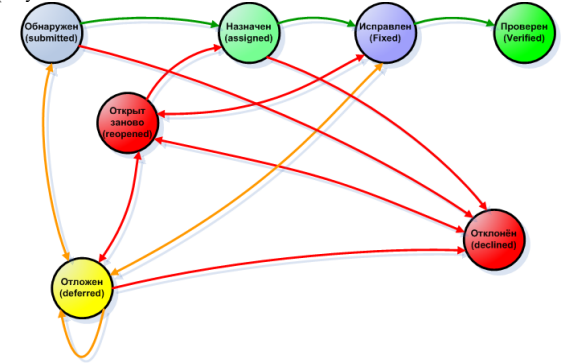 Обнаружен
(submitted)
Назначен
(assigned)
Исправлен
(Fixed)
Проверен
(Verified)
Открыт
заново
(reopened)
Отклонён
(declined)
Отложен
(deferred)